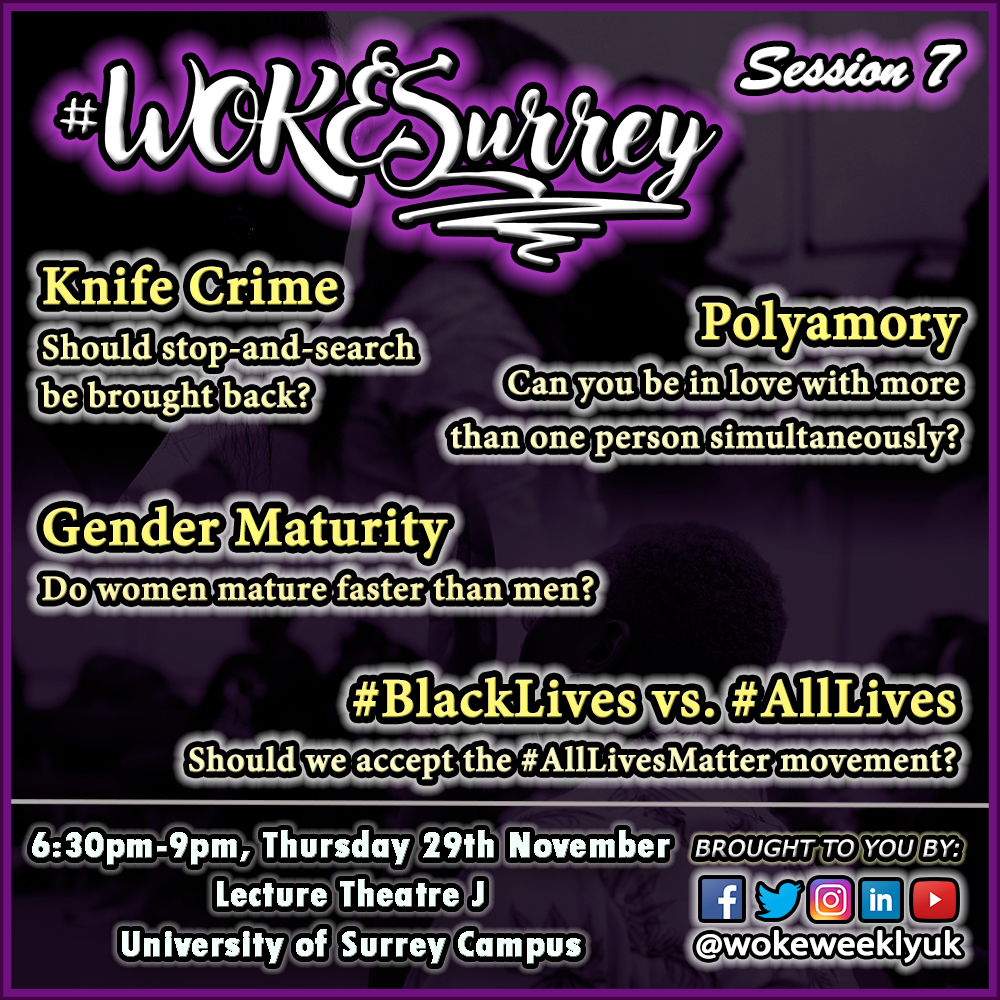 #WOKESurrey
Session 7
Knife Crime
Should stop-and-search
be brought back?
Polyamory
Can you be in love with more
than one person simultaneously?
Gender Maturity
Do women mature faster than men?
#BlackLives vs. #AllLives
Should we accept the #AllLivesMatter movement?
6:30pm-9pm, Thursday 29th November
Lecture Theatre J
University of Surrey Campus
BROUGHT TO YOU BY:
@wokeweeklyuk